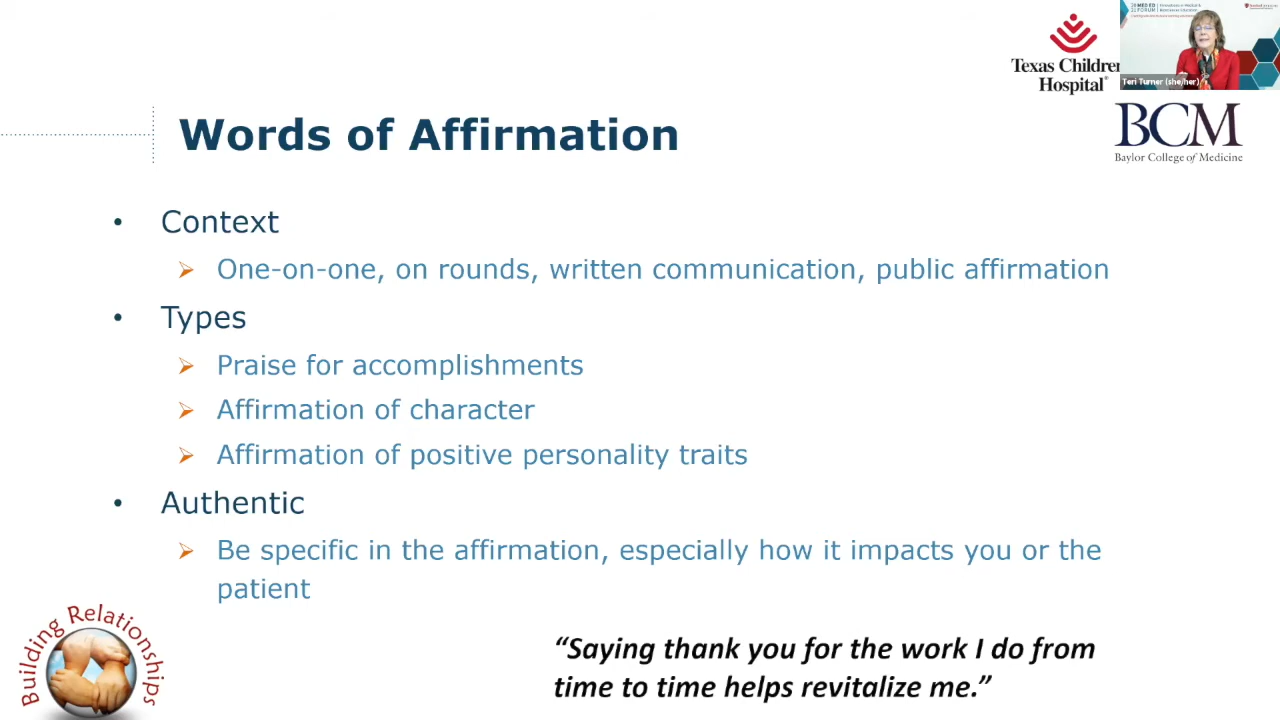 Texas Children
Hospital
Teri Turner (she/her)
BCM
Baylor College of Medicine
Words of Affirmation
• Context
One-on-one, on rounds, written communication, public affirmation
• Types
Praise for accomplishments
Affirmation of character
Affirmation of positive personality traits
• Authentic
Be specific in the affirmation, especially how it impacts you or the
patient
Building Relationships
“Saying thank you for the work I do from
time to time helps revitalize me.”